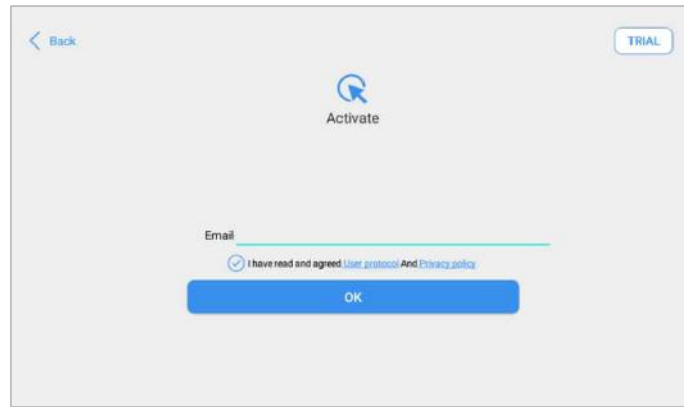 Back
TRIAL
Activate
Email
I have read and agreed User protocol And Privacy policy
OK